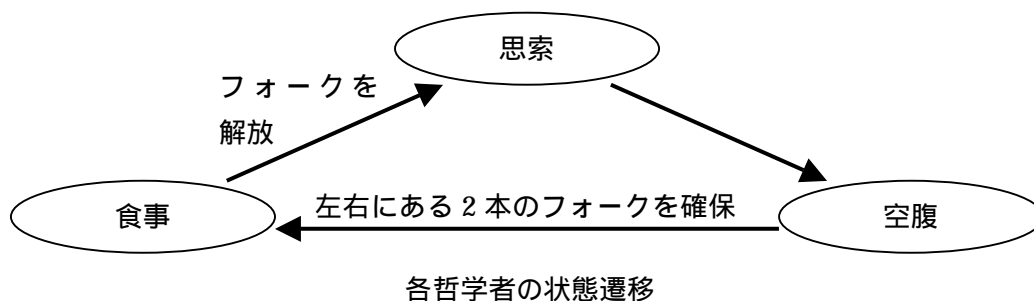 思索
フォークを
解放
食事
左右にある2本のフォークを確保
空腹
各哲学者の状態遷移